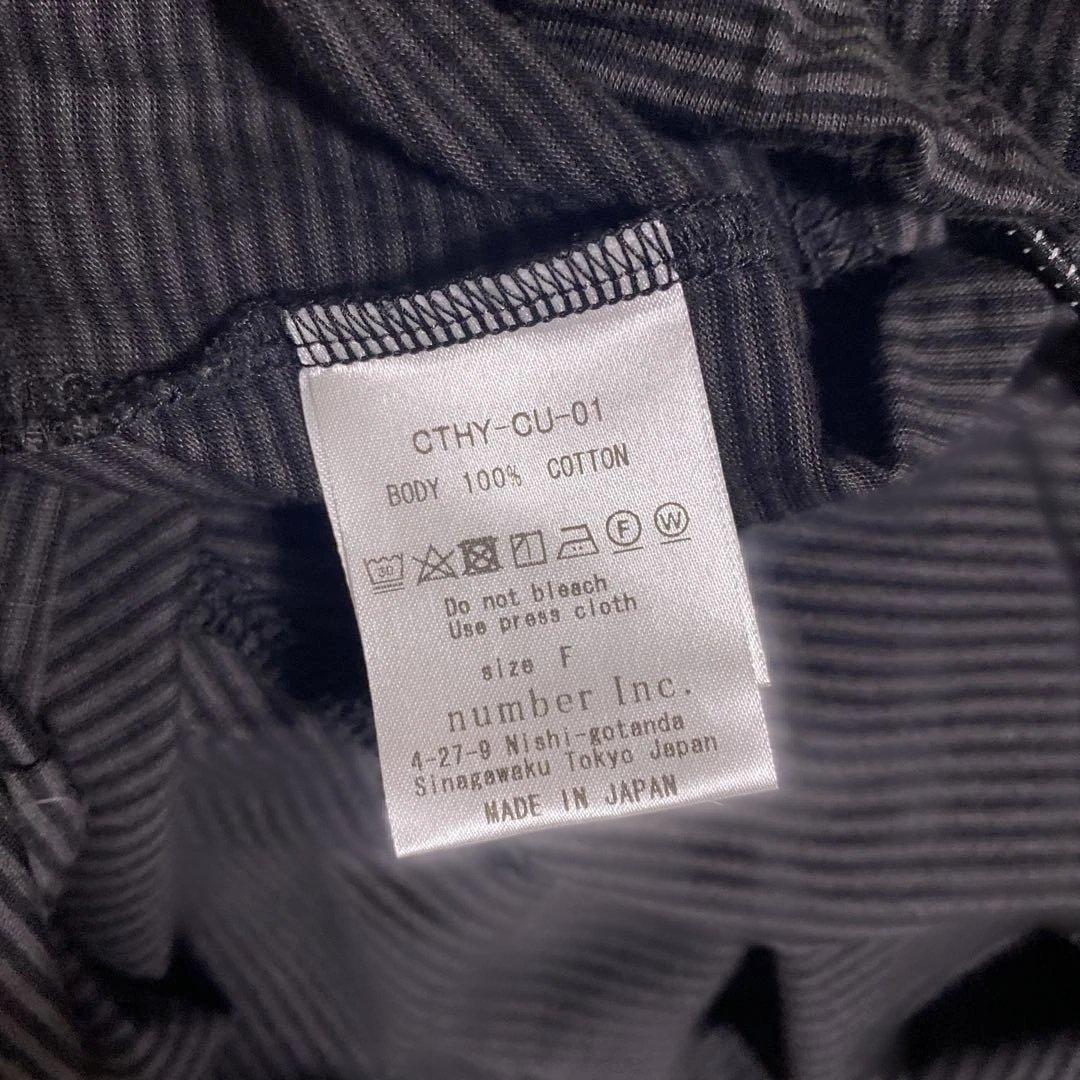 CTHY-CU-01
BODY 100% COTTON
30 F W
Do not bleach
Use press cloth
size F
number Inc.
4-27-9 Nishi-gotanda
Sinagawaku Tokyo Japan
MADE IN JAPAN